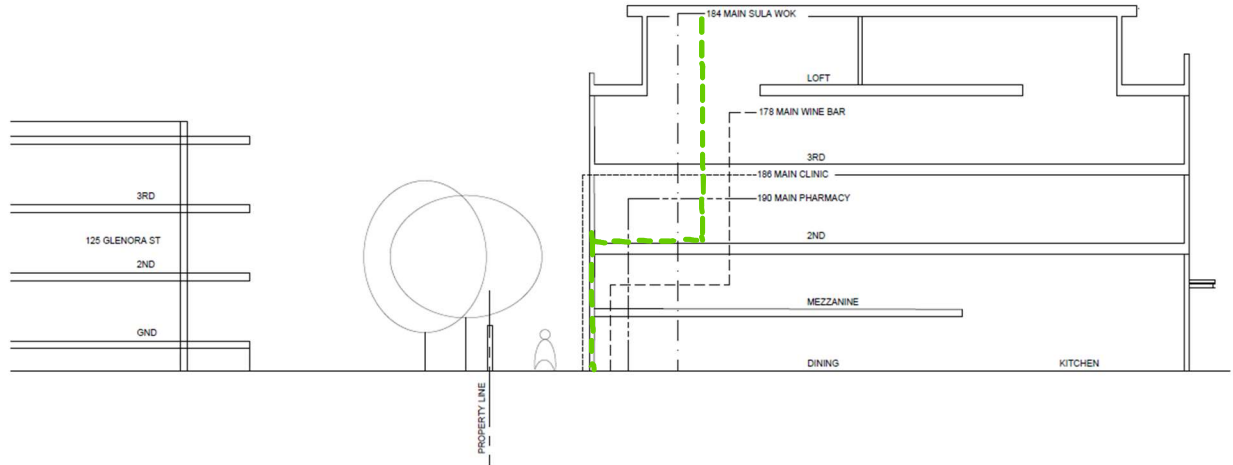 184 MAIN SULA WOK
LOFT
178 MAIN WINE BAR
3RD
186 MAIN CLINIC
3RD
190 MAIN PHARMACY
125 GLENORA ST
2ND
2ND
MEZZANINE
GND
DINING
KITCHEN
PROPERTY LINE